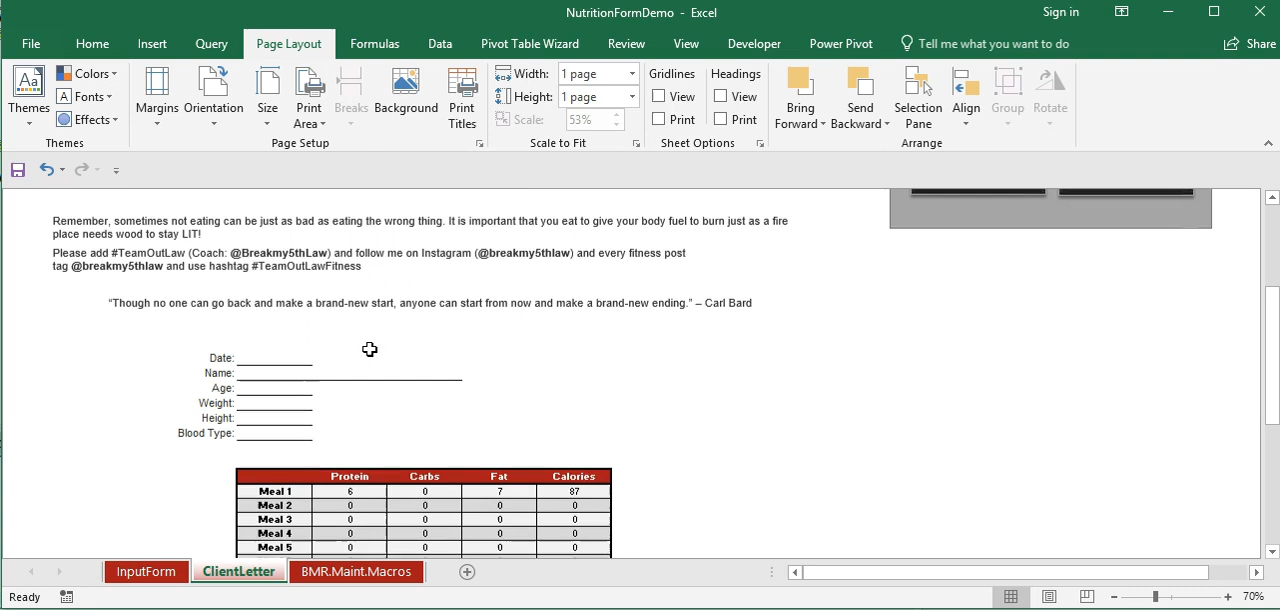 NutritionFormDemo - Excel
Sign in
File Home Insert Query Page Layout Formulas Data Pivot Table Wizard Review View Developer Power Pivot Tell me what you want to do Share
Themes
Colors
Fonts
Effects
Themes
Margins Orientation Size Print Area Breaks Background Print Titles
Page Setup
Width: 1 page
Height: 1 page
Scale: 53%
Scale to Fit
Gridlines
View
Print
Headings
View
Print
Sheet Options
Bring Forward Send Backward Selection Pane Align Group Rotate
Arrange
Remember, sometimes not eating can be just as bad as eating the wrong thing. It is important that you eat to give your body fuel to burn just as a fire
place needs wood to stay LIT!
Please add #TeamOutLaw (Coach: @Breakmy5thLaw) and follow me on Instagram (@breakmy5thlaw) and every fitness post
tag @breakmy5thlaw and use hashtag #TeamOutLawFitness
“Though no one can go back and make a brand-new start, anyone can start from now and make a brand-new ending.” – Carl Bard
Date:
Name:
Age:
Weight:
Height:
Blood Type:
Protein Carbs Fat Calories
Meal 1 6 0 7 87
Meal 2 0 0 0 0
Meal 3 0 0 0 0
Meal 4 0 0 0 0
Meal 5 0 0 0 0
InputForm ClientLetter BMR.Maint.Macros
Ready
70%